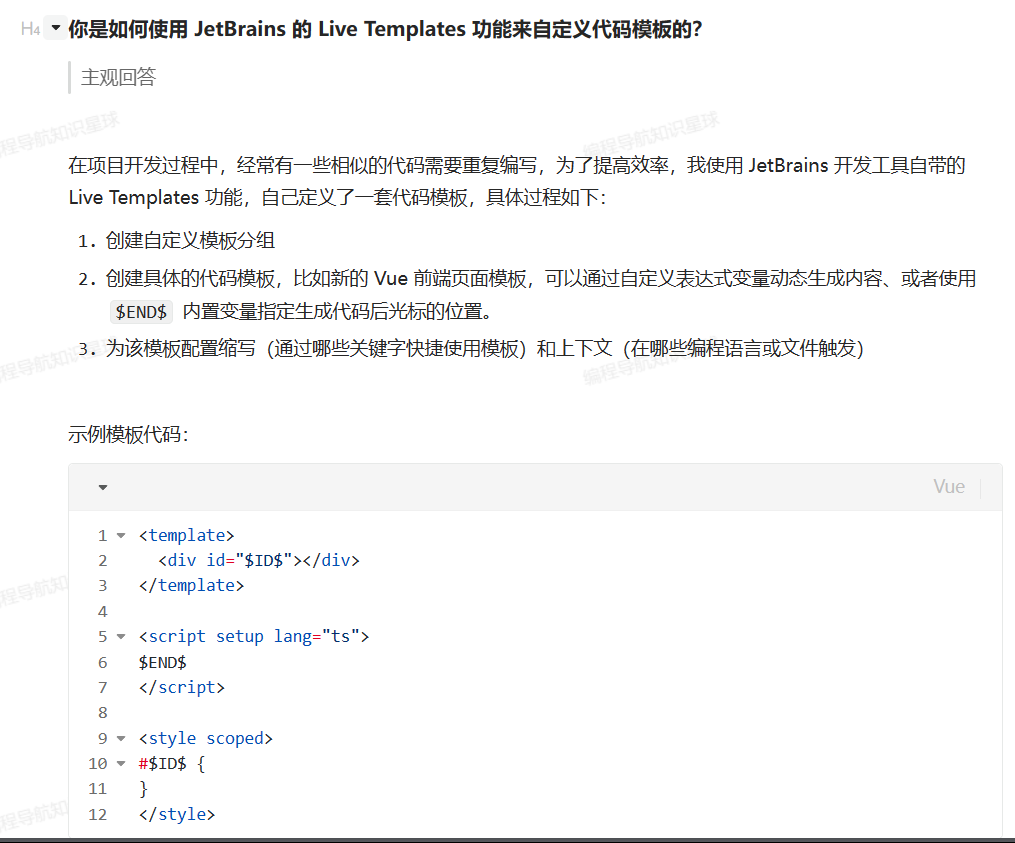 H4 你是如何使用 JetBrains 的 Live Templates 功能来自定义代码模板的？
主观回答
编程导航知识星球
编程导航知识星球
在项目开发过程中，经常有一些相似的代码需要重复编写，为了提高效率，我使用 JetBrains 开发工具自带的
Live Templates 功能，自己定义了一套代码模板，具体过程如下：
1. 创建自定义模板分组
2. 创建具体的代码模板，比如新的 Vue 前端页面模板，可以通过自定义表达式变量动态生成内容、或者使用
$END$ 内置变量指定生成代码后光标的位置。
3. 为该模板配置缩写（通过哪些关键字快捷使用模板）和上下文（在哪些编程语言或文件触发）
程导航知识星球
编程导航知识星球
示例模板代码：
Vue
1 <template>
2   <div id="$ID$"></div>
3 </template>
4
5 <script setup lang="ts">
6 $END$
7 </script>
8
9 <style scoped>
10 #$ID$ {
11 }
12 </style>
程导航知
程导航知